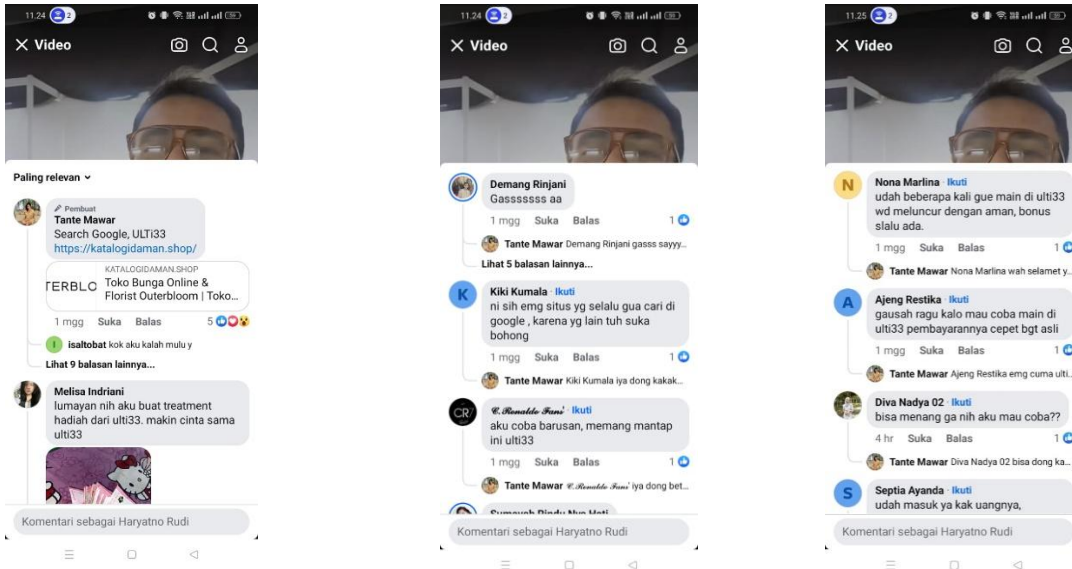 11.24 2
59
X Video
Paling relevan
Pembuat
Tante Mawar
Search Google, ULTi33
https://katalogidaman.shop/
TERBLO
KATALOGIDAMAN.SHOP
Toko Bunga Online &
Florist Outerbloom | Toko...
1 mgg Suka Balas 5
isaltobat kok aku kalah mulu y
Lihat 9 balasan lainnya...
Melisa Indriani
lumayan nih aku buat treatment
hadiah dari ulti33. makin cinta sama
ulti33
Komentari sebagai Haryatno Rudi
11.24 2
59
X Video
Demang Rinjani
Gasssssss aa
1 mgg Suka Balas 1
Tante Mawar Demang Rinjani gasss sayyy...
Lihat 5 balasan lainnya...
K
Kiki Kumala · Ikuti
ni sih emg situs yg selalu gua cari di
google , karena yg lain tuh suka
bohong
1 mgg Suka Balas 1
Tante Mawar Kiki Kumala iya dong kakak...
CR7
C.Renaldo Fans' · Ikuti
aku coba barusan, memang mantap
ini ulti33
1 mgg Suka Balas 1
Tante Mawar C.Renaldo Fans' iya dong bet...
Komentari sebagai Haryatno Rudi
11.25 2
59
X Video
N
Nona Marlina · Ikuti
udah beberapa kali gue main di ulti33
wd meluncur dengan aman, bonus
slalu ada.
1 mgg Suka Balas 1
Tante Mawar Nona Marlina wah selamet y...
A
Ajeng Restika · Ikuti
gausah ragu kalo mau coba main di
ulti33 pembayarannya cepet bgt asli
1 mgg Suka Balas 1
Tante Mawar Ajeng Restika emg cuma ulti...
Diva Nadya 02 · Ikuti
bisa menang ga nih aku mau coba??
4 hr Suka Balas 1
Tante Mawar Diva Nadya 02 bisa dong ka...
S
Septia Ayanda · Ikuti
udah masuk ya kak uangnya,
Komentari sebagai Haryatno Rudi